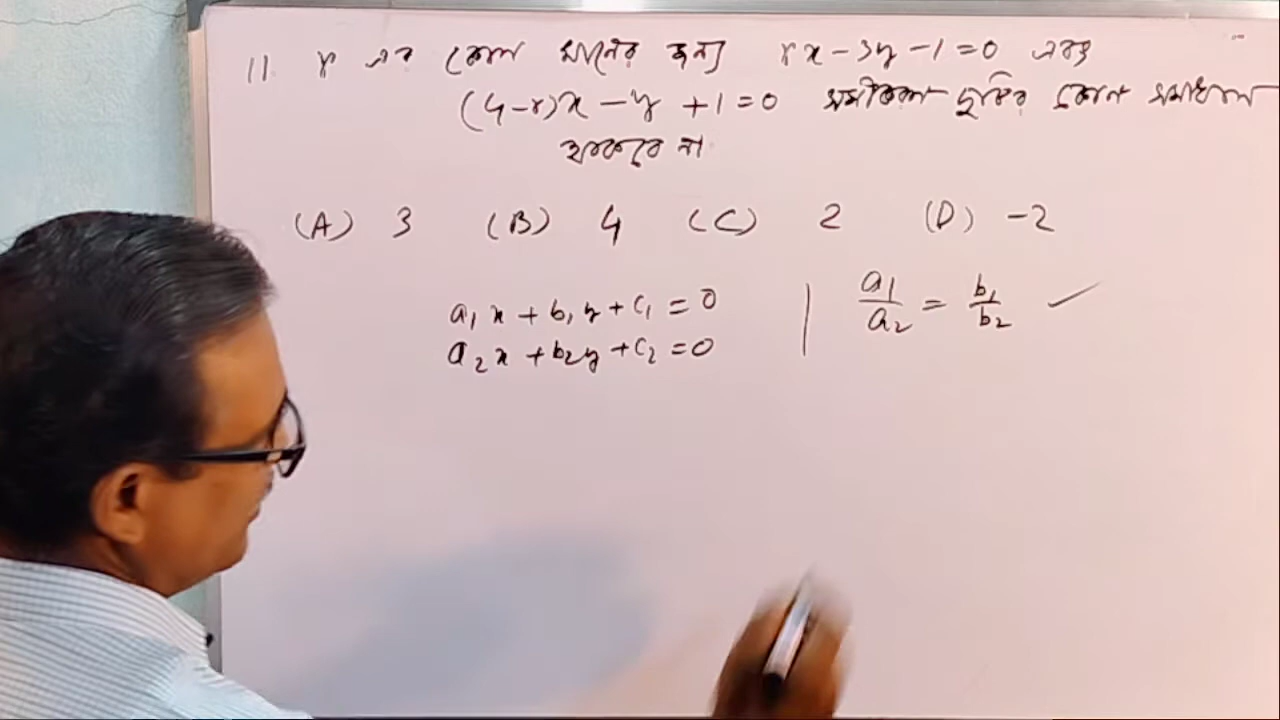 11. r এর কোন মানের জন্য rx - 3y - 1 = 0 এবং
(4-r)x - y + 1 = 0 সমীকরণ দুটির কোন সমাধান
থাকবে না
(A) 3 (B) 4 (C) 2 (D) -2
a₁x + b₁y + c₁ = 0 | a₁/a₂ = b₁/b₂ ✓
a₂x + b₂y + c₂ = 0